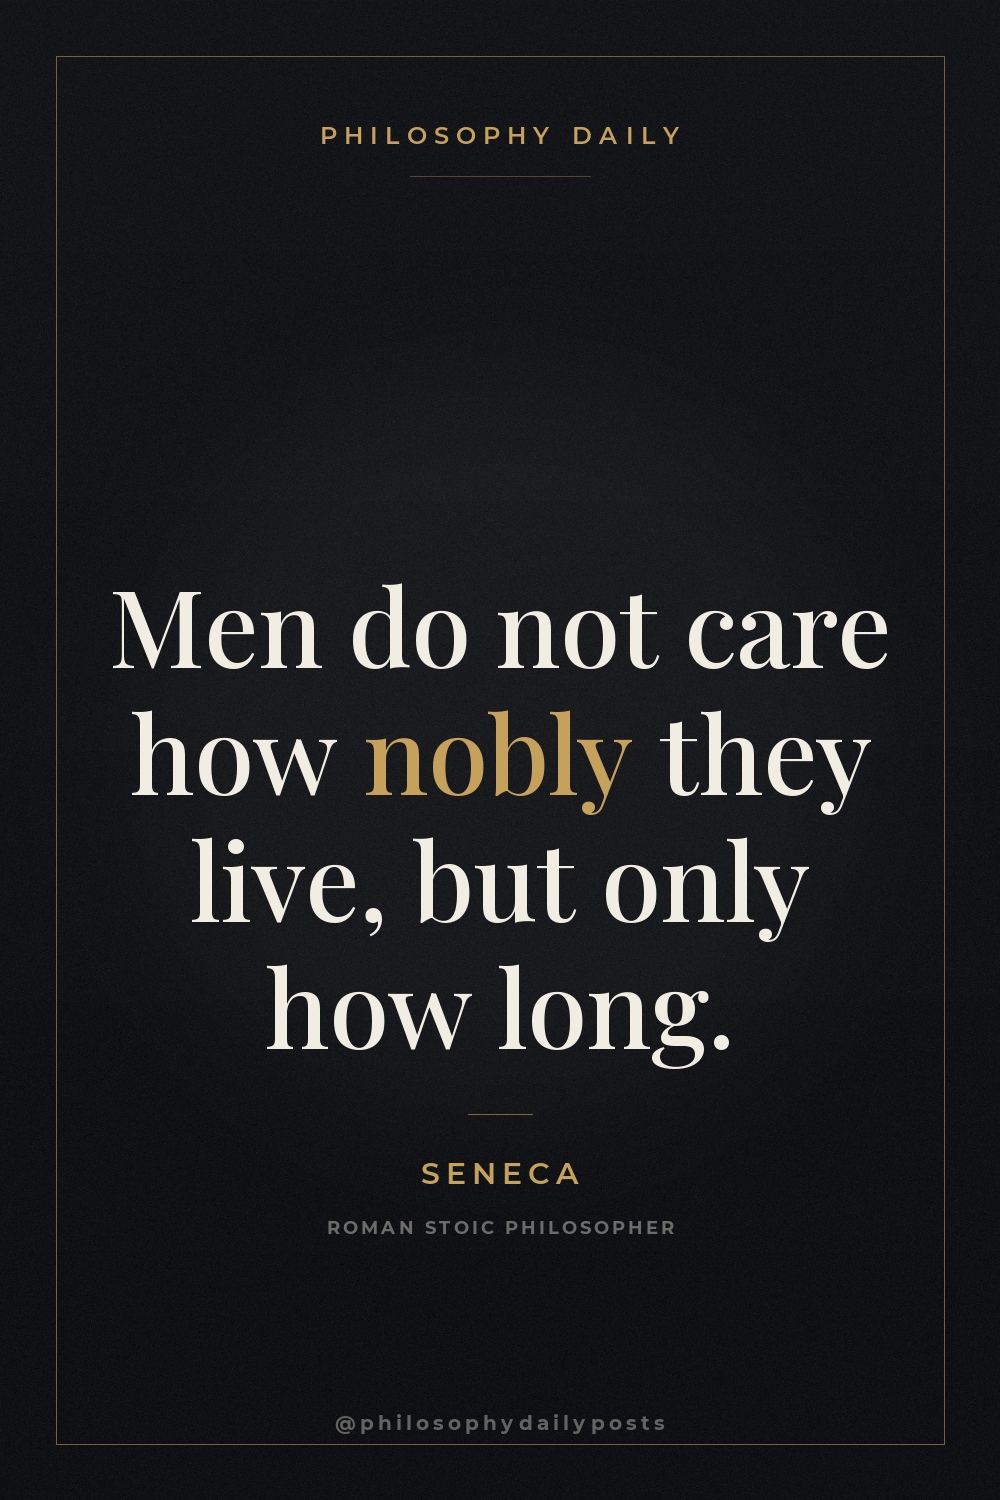 PHILOSOPHY DAILY
Men do not care
how nobly they
live, but only
how long.
SENECA
ROMAN STOIC PHILOSOPHER
@philosophydailyposts